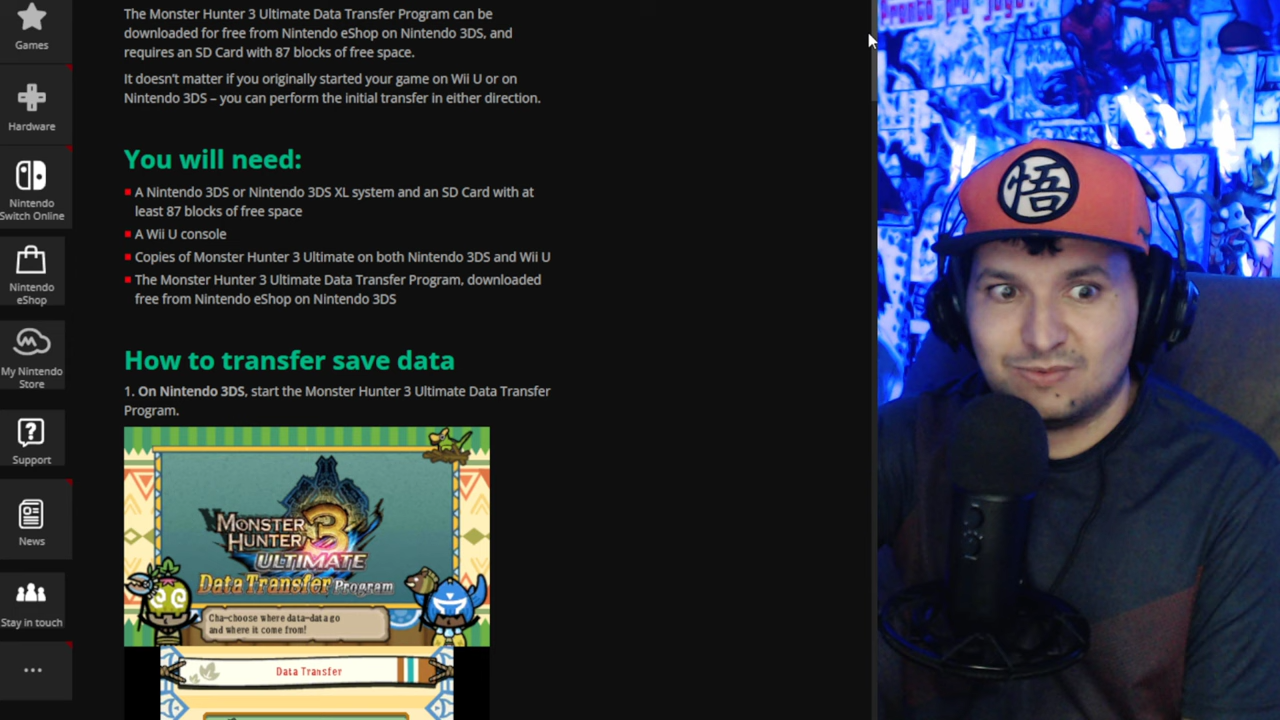 The Monster Hunter 3 Ultimate Data Transfer Program can be
downloaded for free from Nintendo eShop on Nintendo 3DS, and
requires an SD Card with 87 blocks of free space.
It doesn't matter if you originally started your game on Wii U or on
Nintendo 3DS – you can perform the initial transfer in either direction.
You will need:
A Nintendo 3DS or Nintendo 3DS XL system and an SD Card with at
least 87 blocks of free space
A Wii U console
Copies of Monster Hunter 3 Ultimate on both Nintendo 3DS and Wii U
The Monster Hunter 3 Ultimate Data Transfer Program, downloaded
free from Nintendo eShop on Nintendo 3DS
How to transfer save data
1. On Nintendo 3DS, start the Monster Hunter 3 Ultimate Data Transfer
Program.
MONSTER
HUNTER 3
ULTIMATE
Data Transfer Program
Cha-choose where data-data go
and where it come from!
Data Transfer
Games
Hardware
Nintendo
Switch Online
Nintendo
eShop
My Nintendo
Store
Support
News
Stay in touch
...
悟